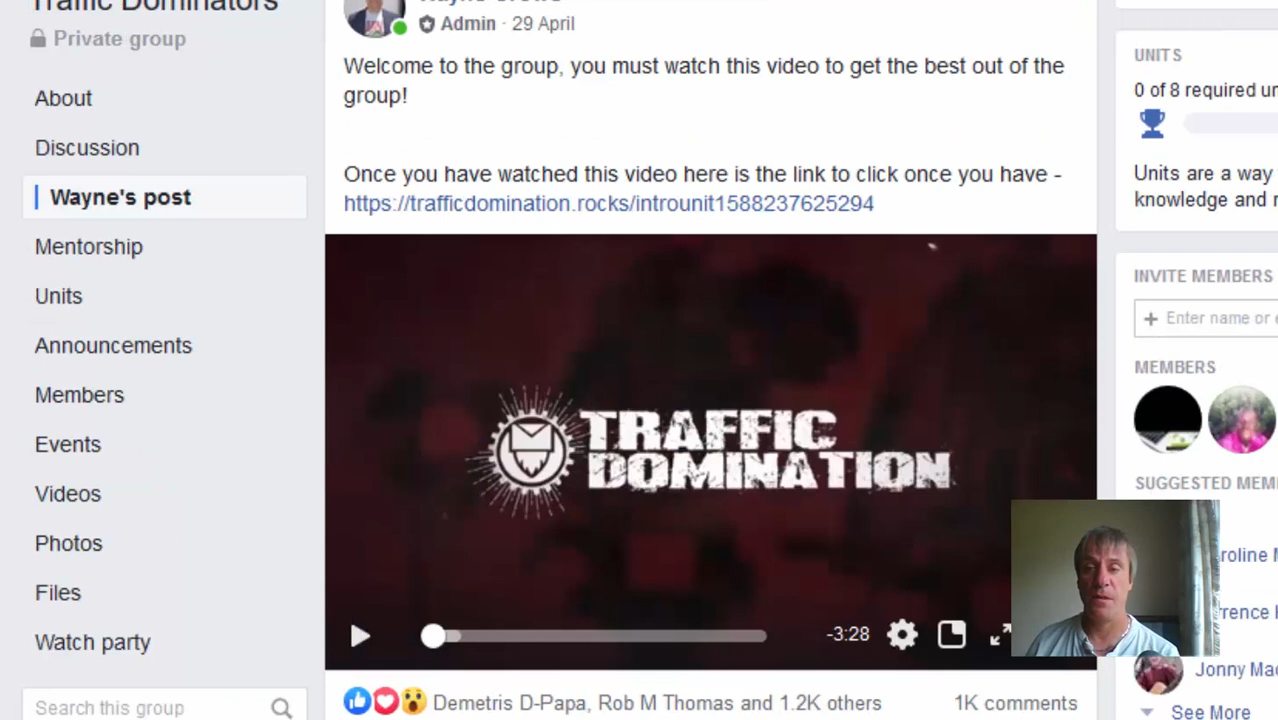 Traffic Dominators
Private group
About
Discussion
Wayne's post
Mentorship
Units
Announcements
Members
Events
Videos
Photos
Files
Watch party
Search this group
Admin · 29 April
Welcome to the group, you must watch this video to get the best out of the
group!
Once you have watched this video here is the link to click once you have -
https://trafficdomination.rocks/introunit1588237625294
TRAFFIC
DOMINATION
-3:28
Demetris D-Papa, Rob M Thomas and 1.2K others
1K comments
UNITS
0 of 8 required
Units are a way
knowledge and
INVITE MEMBERS
+ Enter name or
MEMBERS
SUGGESTED
Jonny
See More